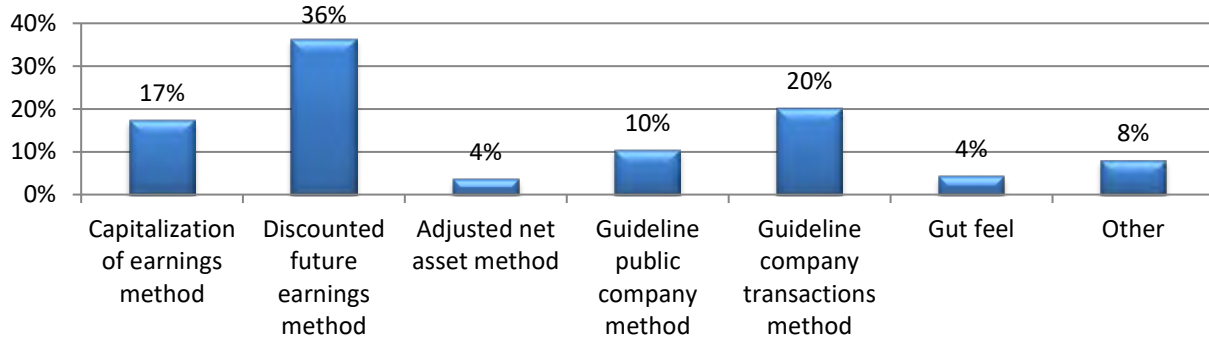 40%
30%
20%
10%
0%
17%
36%
4%
10%
20%
4%
8%
Capitalization
of earnings
method
Discounted
future
earnings
method
Adjusted net
asset method
Guideline
public
company
method
Guideline
company
transactions
method
Gut feel
Other